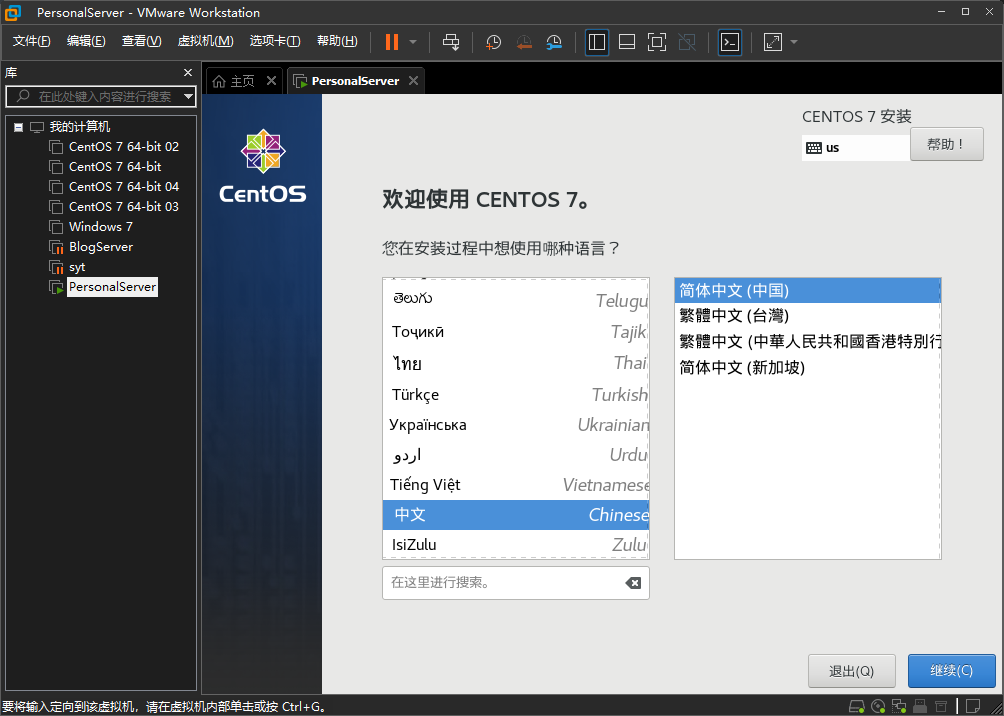 PersonalServer - VMware Workstation
文件(F) 编辑(E) 查看(V) 虚拟机(M) 选项卡(T) 帮助(H)
库
在此处键入内容进行搜索
我的计算机
CentOS 7 64-bit 02
CentOS 7 64-bit
CentOS 7 64-bit 04
CentOS 7 64-bit 03
Windows 7
BlogServer
syt
PersonalServer
主页 PersonalServer
CentOS
CENTOS 7 安装
us 帮助！
欢迎使用 CENTOS 7。
您在安装过程中想使用哪种语言？
తెలుగు Telugu
Тоҷикӣ Tajik
ไทย Thai
Türkçe Turkish
Українська Ukrainian
اردو Urdu
Tiếng Việt Vietnamese
中文 Chinese
IsiZulu Zulu
在这里进行搜索。
简体中文 (中国)
繁體中文 (台灣)
繁體中文 (中華人民共和國香港特別行
简体中文 (新加坡)
退出(Q) 继续(C)
要将输入定向到该虚拟机，请在虚拟机内部单击或按 Ctrl+G。